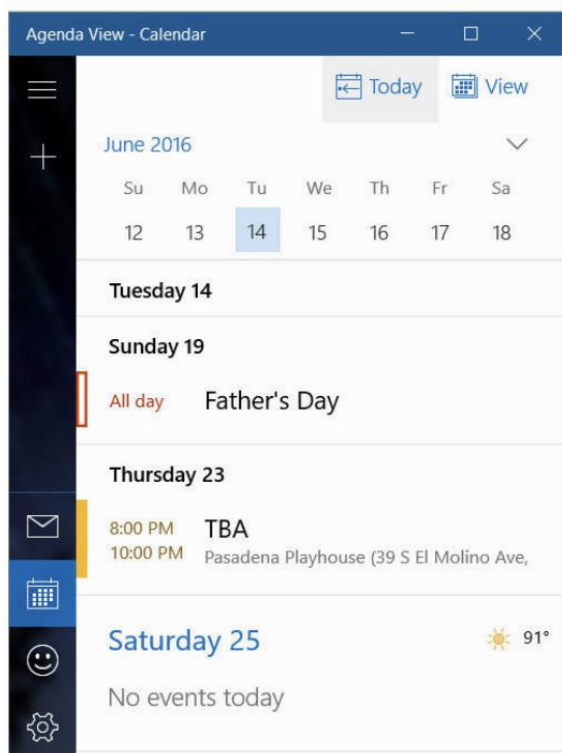 Agenda View - Calendar
Today View
June 2016
Su Mo Tu We Th Fr Sa
12 13 14 15 16 17 18
Tuesday 14
Sunday 19
All day Father's Day
Thursday 23
8:00 PM TBA
10:00 PM Pasadena Playhouse (39 S El Molino Ave,
Saturday 25 91°
No events today